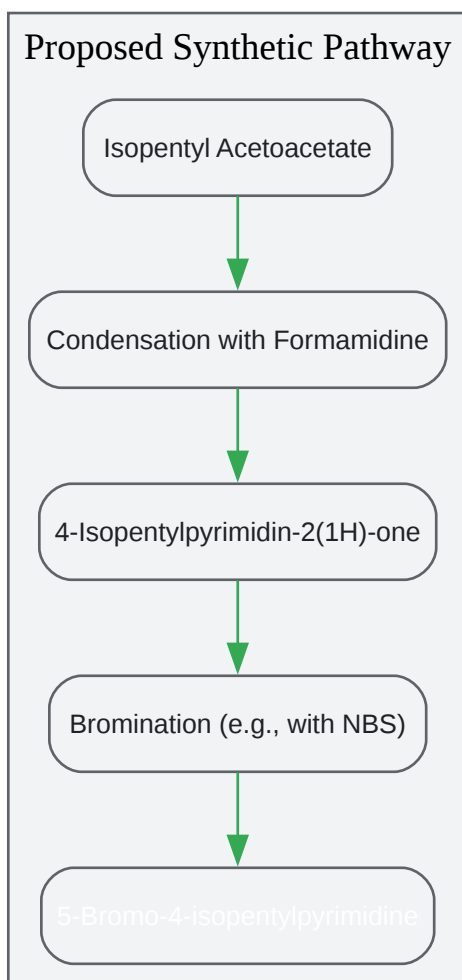 Proposed Synthetic Pathway
Isopentyl Acetoacetate
Condensation with Formamidine
4-Isopentylpyrimidin-2(1H)-one
Bromination (e.g., with NBS)
5-Bromo-4-isopentylpyrimidine